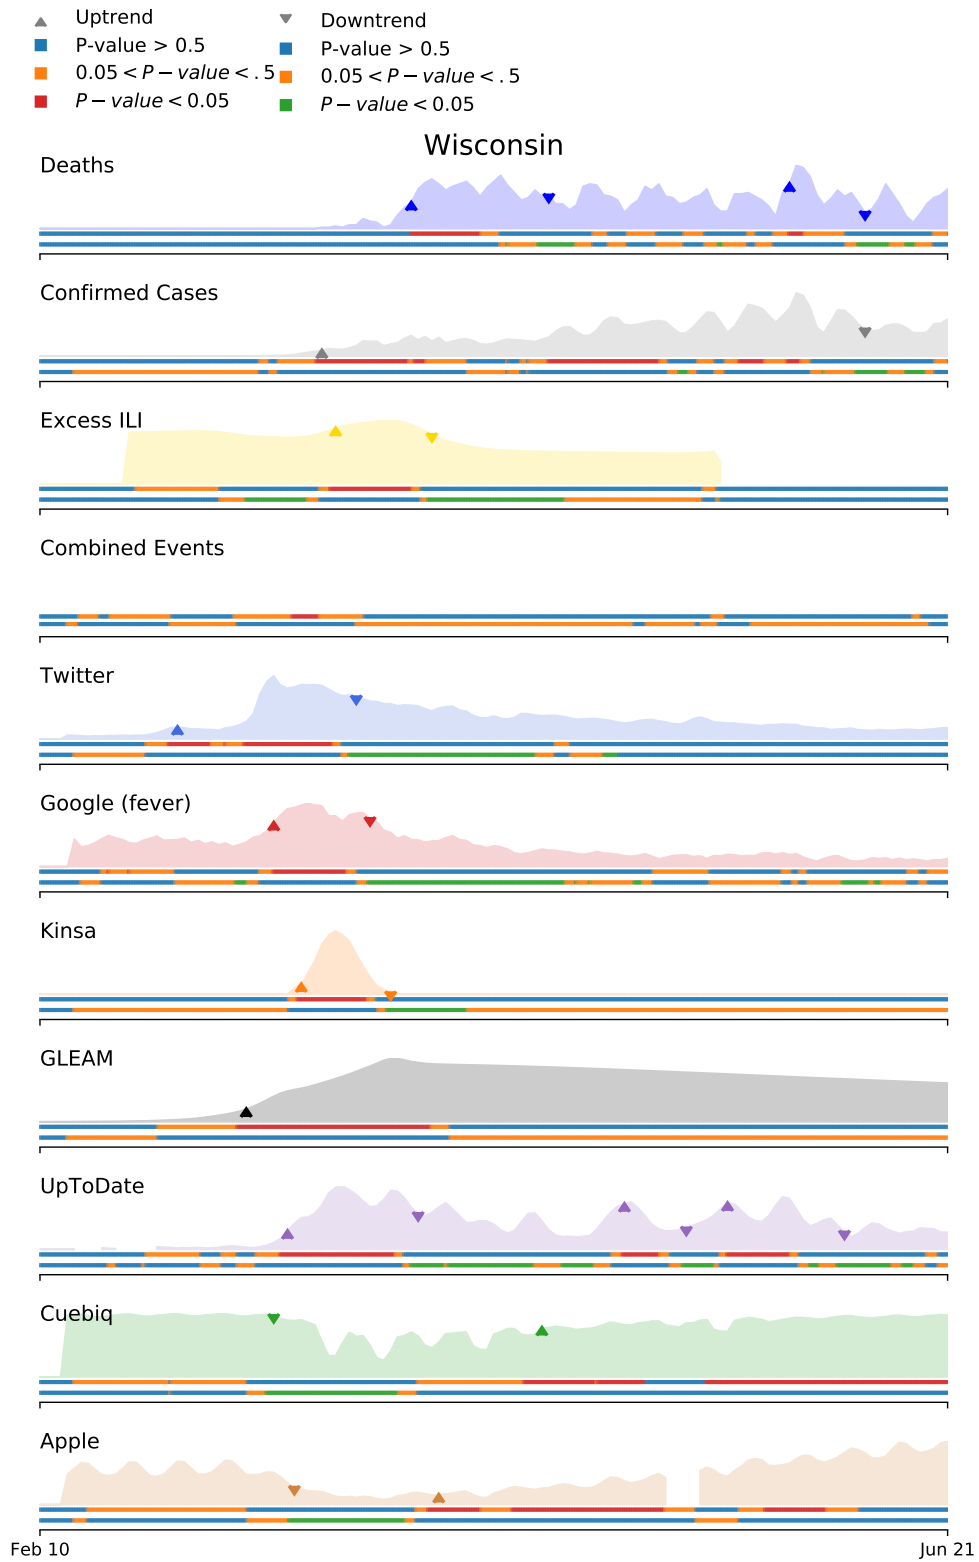 Uptrend
P-value > 0.5
0.05 < P − value < .5
P − value < 0.05
Downtrend
P-value > 0.5
0.05 < P − value < .5
P − value < 0.05
Wisconsin
Deaths
Confirmed Cases
Excess ILI
Combined Events
Twitter
Google (fever)
Kinsa
GLEAM
UpToDate
Cuebiq
Apple
Feb 10
Jun 21